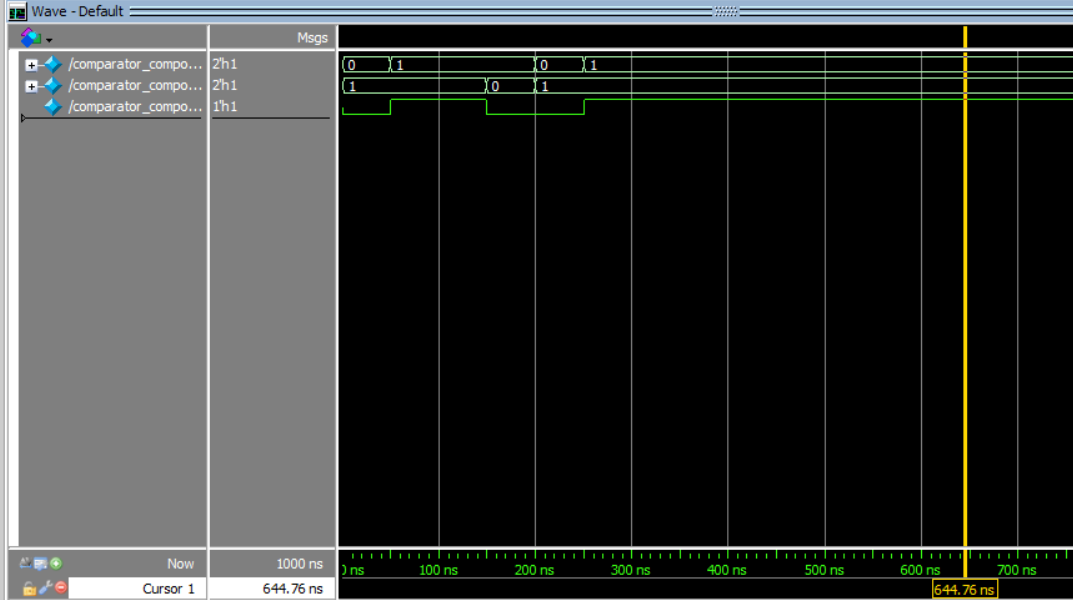 Wave - Default
Msgs
/comparator_compo... 2'h1 0 1 0 1
/comparator_compo... 2'h1 1 0 1
/comparator_compo... 1'h1
Now 1000 ns ns 100 ns 200 ns 300 ns 400 ns 500 ns 600 ns 700 ns
Cursor 1 644.76 ns 644.76 ns